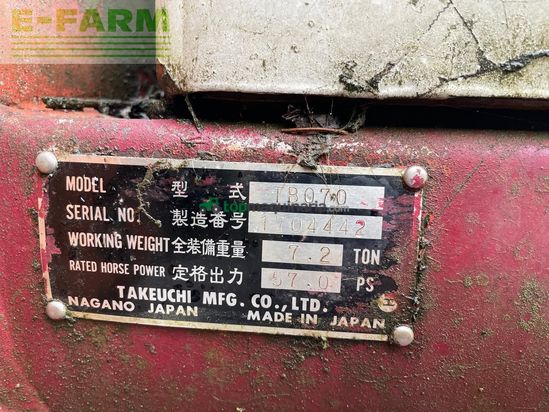 E-FARM
MODEL 型 式 TB070
SERIAL NO. 製造番号 1704442
WORKING WEIGHT 全装備重量 7.2 TON
RATED HORSE POWER 定格出力 57.0 PS
TAKEUCHI MFG. CO., LTD.
NAGANO JAPAN MADE IN JAPAN